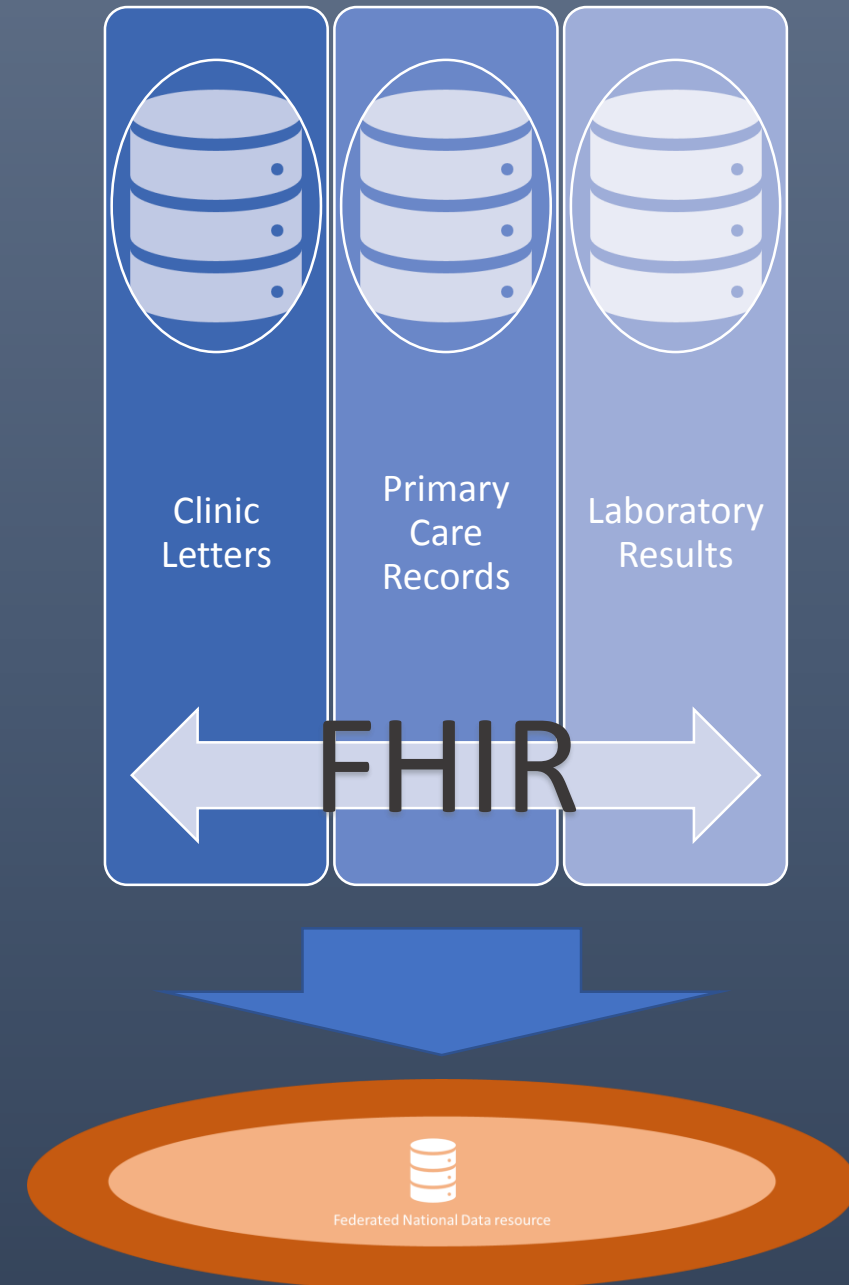 Clinic
Letters
Primary
Care
Records
Laboratory
Results
FHIR
Federated National Data resource